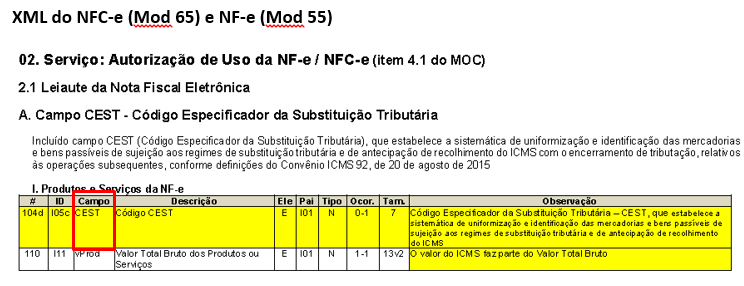 XML do NFC-e (Mod 65) e NF-e (Mod 55)
02. Serviço: Autorização de Uso da NF-e / NFC-e (item 4.1 do MOC)
2.1 Leiaute da Nota Fiscal Eletrônica
A. Campo CEST - Código Especificador da Substituição Tributária
Incluído campo CEST (Código Especificador da Substituição Tributária), que estabelece a sistemática de uniformização e identificação das mercadorias
e bens passíveis de sujeição aos regimes de substituição tributária e de antecipação de recolhimento do ICMS com o encerramento de tributação, relativos
às operações subsequentes, conforme definições do Convênio ICMS 92, de 20 de agosto de 2015
I. Produtos e Serviços da NF-e
# ID Campo Descrição Ele Pai Tipo Ocor. Tam. Observação
104d I05c CEST Código CEST E I01 N 0-1 7 Código Especificador da Substituição Tributária – CEST, que estabelece a
sistemática de uniformização e identificação das mercadorias e bens passíveis de
sujeição aos regimes de substituição tributária e de antecipação de recolhimento
do ICMS
110 I11 vProd Valor Total Bruto dos Produtos ou E I01 N 1-1 13v2 O valor do ICMS faz parte do Valor Total Bruto
Serviços